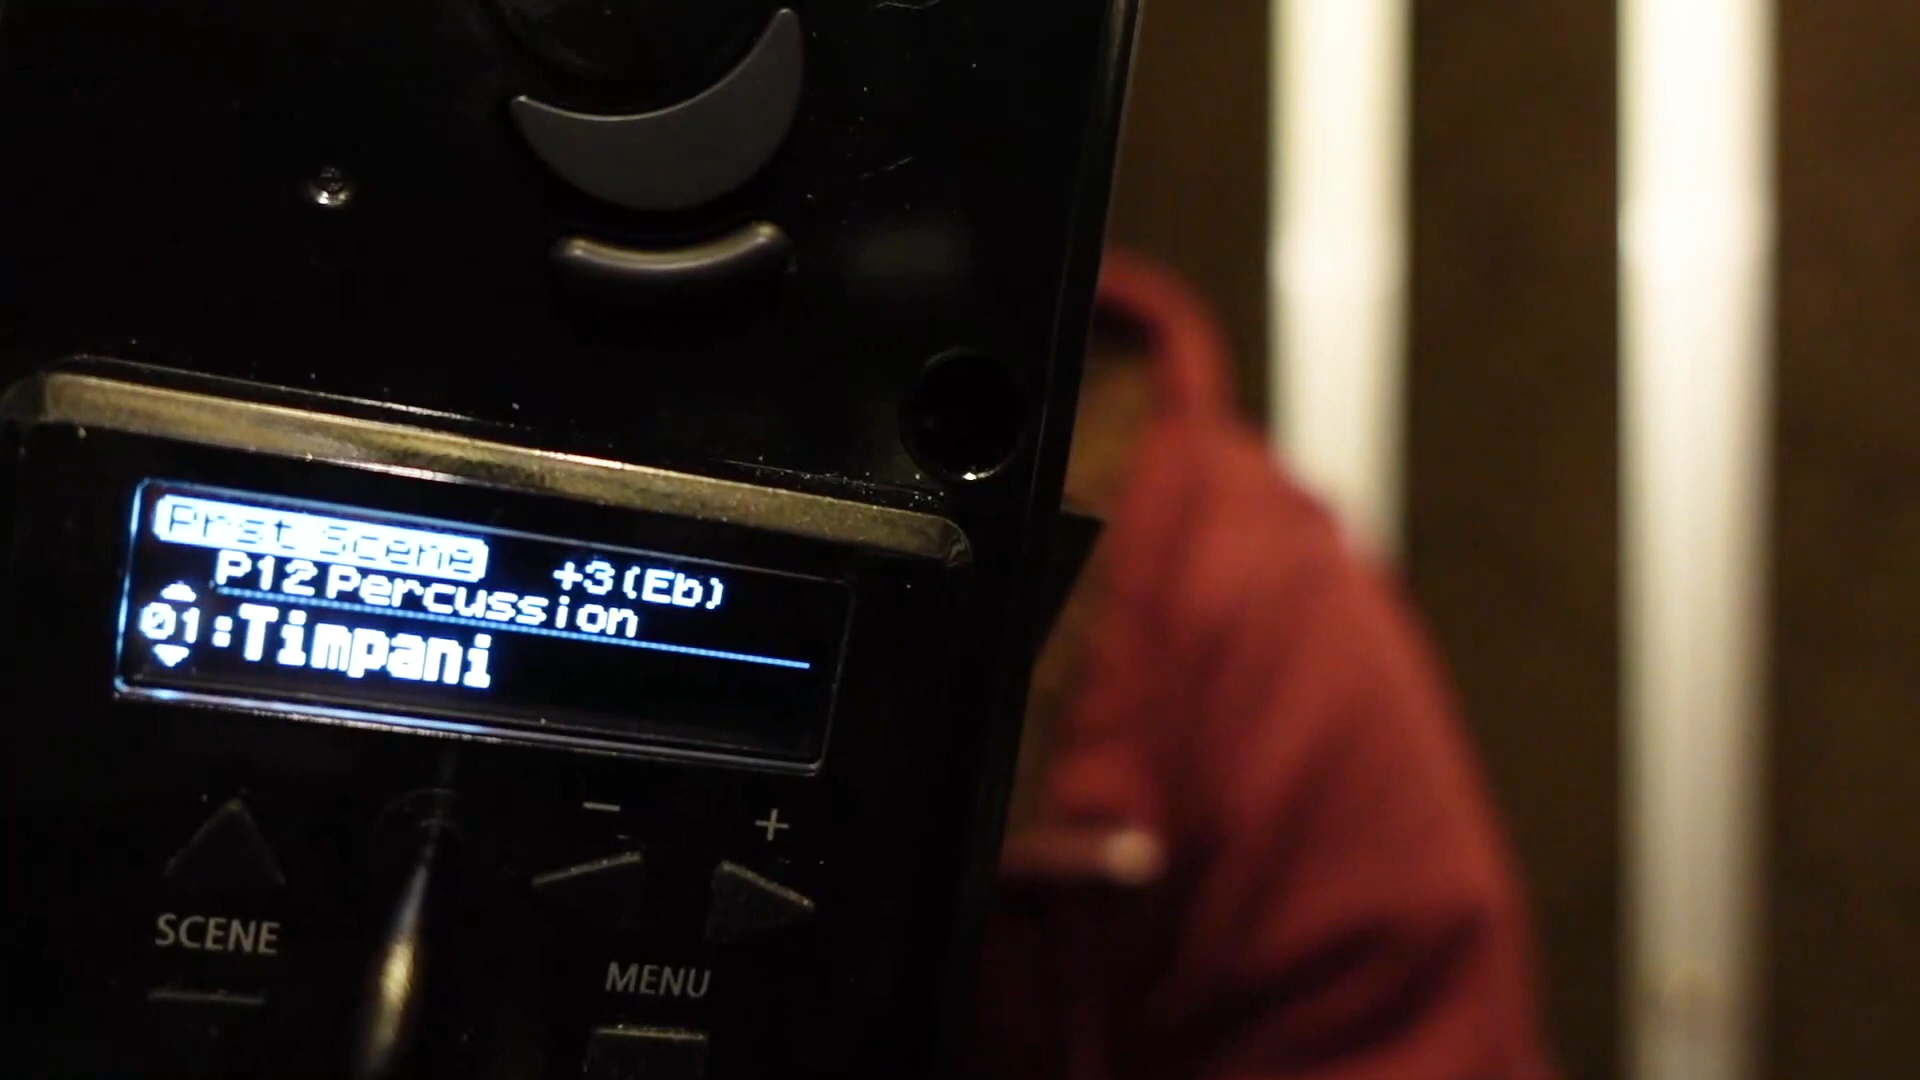 Prst Scene
+3(Eb)
P12 Percussion
01:Timpani
- +
SCENE
MENU